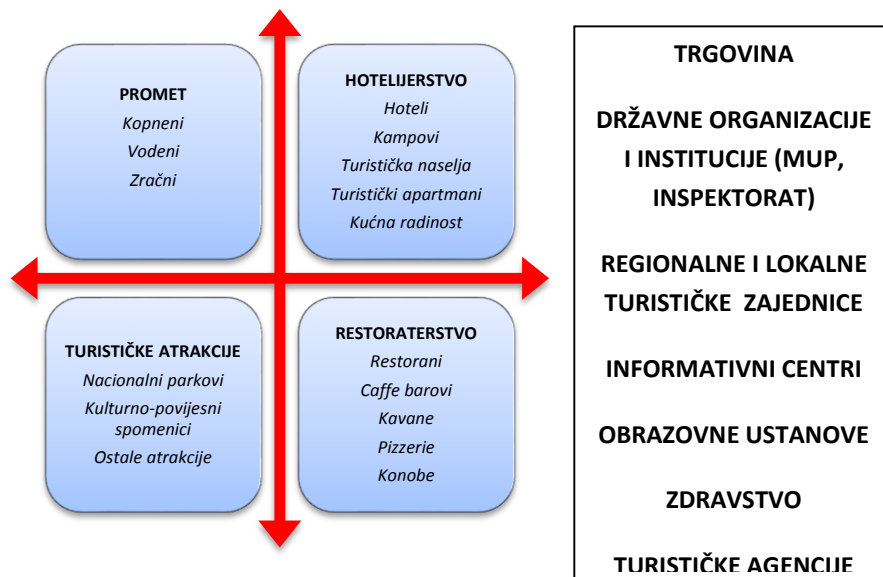 PROMET
Kopneni
Vodeni
Zračni
HOTELIJERSTVO
Hoteli
Kampovi
Turistička naselja
Turistički apartmani
Kućna radinost
TURISTIČKE ATRAKCIJE
Nacionalni parkovi
Kulturno-povijesni
spomenici
Ostale atrakcije
RESTORATERSTVO
Restorani
Caffe barovi
Kavane
Pizzerie
Konobe
TRGOVINA
DRŽAVNE ORGANIZACIJE
I INSTITUCIJE (MUP,
INSPEKTORAT)
REGIONALNE I LOKALNE
TURISTIČKE ZAJEDNICE
INFORMATIVNI CENTRI
OBRAZOVNE USTANOVE
ZDRAVSTVO
TURISTIČKE AGENCIJE